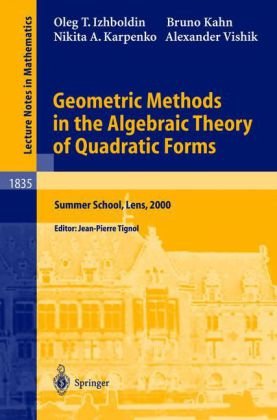 Oleg T. Izhboldin Bruno Kahn
Nikita A. Karpenko Alexander Vishik
Lecture Notes in Mathematics
1835
Geometric Methods
in the Algebraic Theory
of Quadratic Forms
Summer School, Lens, 2000
Editor: Jean-Pierre Tignol
Springer